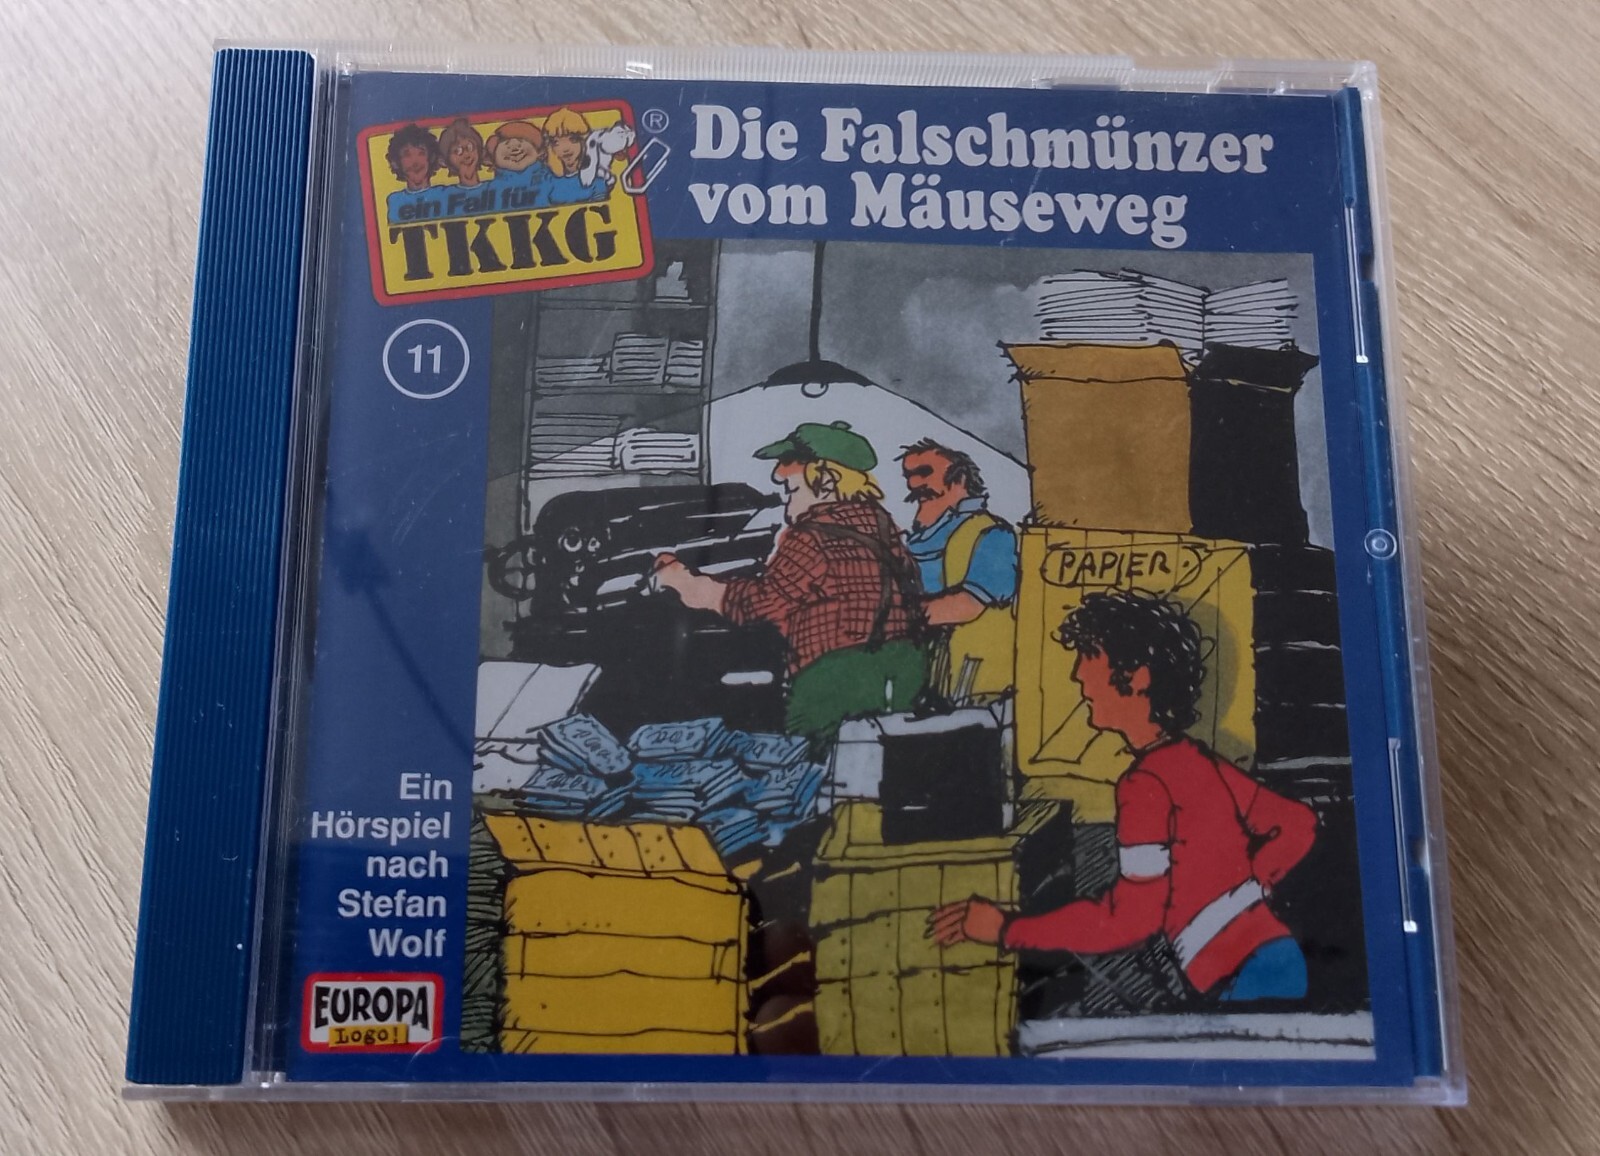 Die Falschmünzer
vom Mäuseweg
®
ein Fall für
TKKG
11
PAPIER.
Ein
Hörspiel
nach
Stefan
Wolf
EUROPA
Logo!